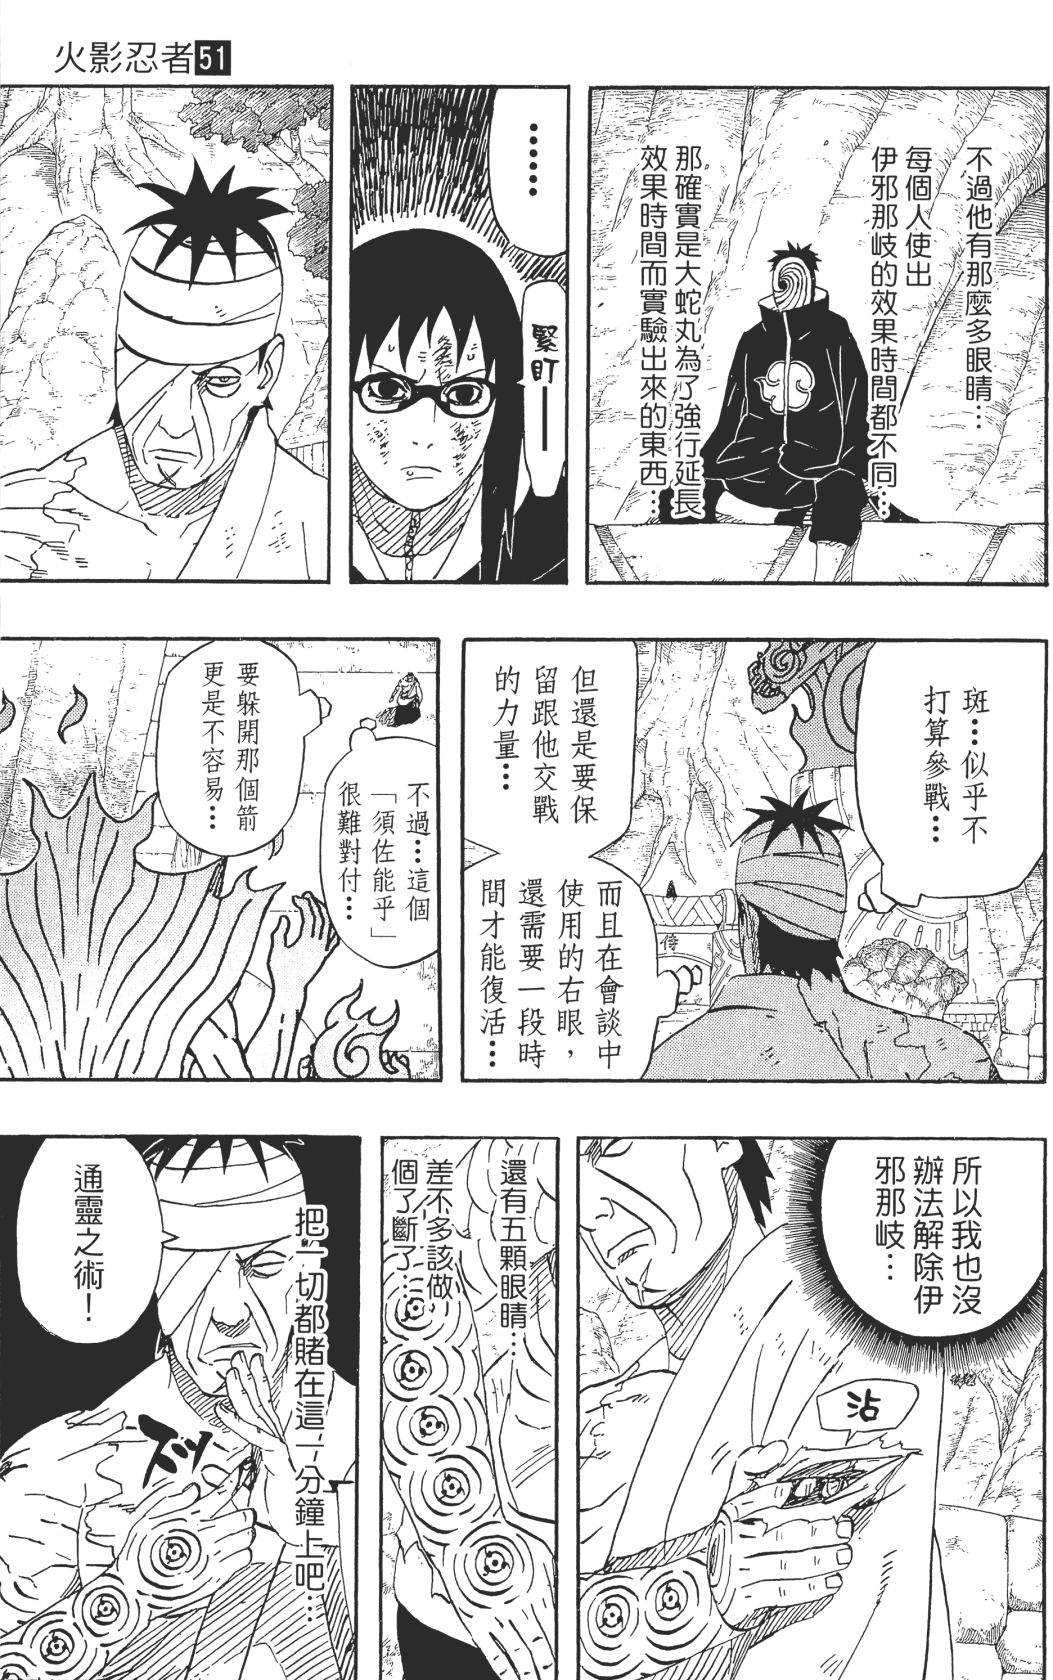 火影忍者51
不過他有那麼多眼睛…
每個人使出
伊邪那岐的效果時間都不同…
那確實是大蛇丸為了強行延長
效果時間而實驗出來的東西…
……
緊盯——
斑…似乎不
打算參戰…
但還是要保
留跟他交戰
的力量…
而且在會談中
使用的右眼，
還需要一段時
間才能復活…
不過…這個
「須佐能乎」
很難對付…
要躲開那個箭
更是不容易…
所以我也沒
辦法解除伊
邪那岐…
沾
還有五顆眼睛…
差不多該做
個了斷了…
把一切都賭在這一分鐘上吧…
通靈之術！